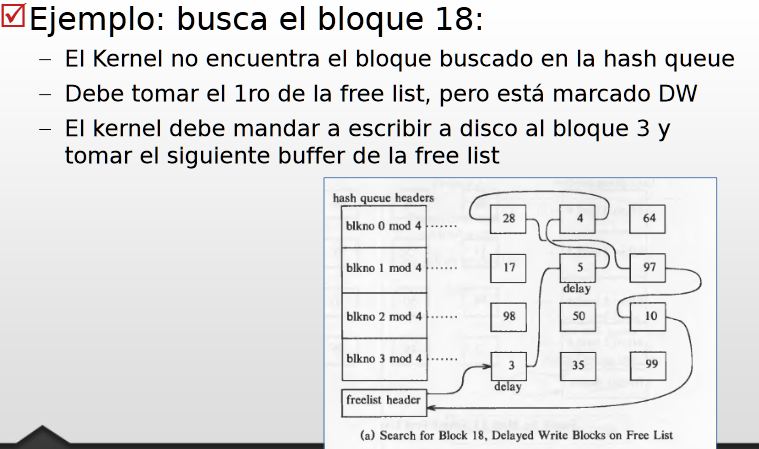 Ejemplo: busca el bloque 18:
– El Kernel no encuentra el bloque buscado en la hash queue
– Debe tomar el 1ro de la free list, pero está marcado DW
– El kernel debe mandar a escribir a disco al bloque 3 y
tomar el siguiente buffer de la free list
hash queue headers
blkno 0 mod 4 28 4 64
blkno 1 mod 4 17 5 97
delay
blkno 2 mod 4 98 50 10
blkno 3 mod 4 3 35 99
delay
freelist header
(a) Search for Block 18, Delayed Write Blocks on Free List